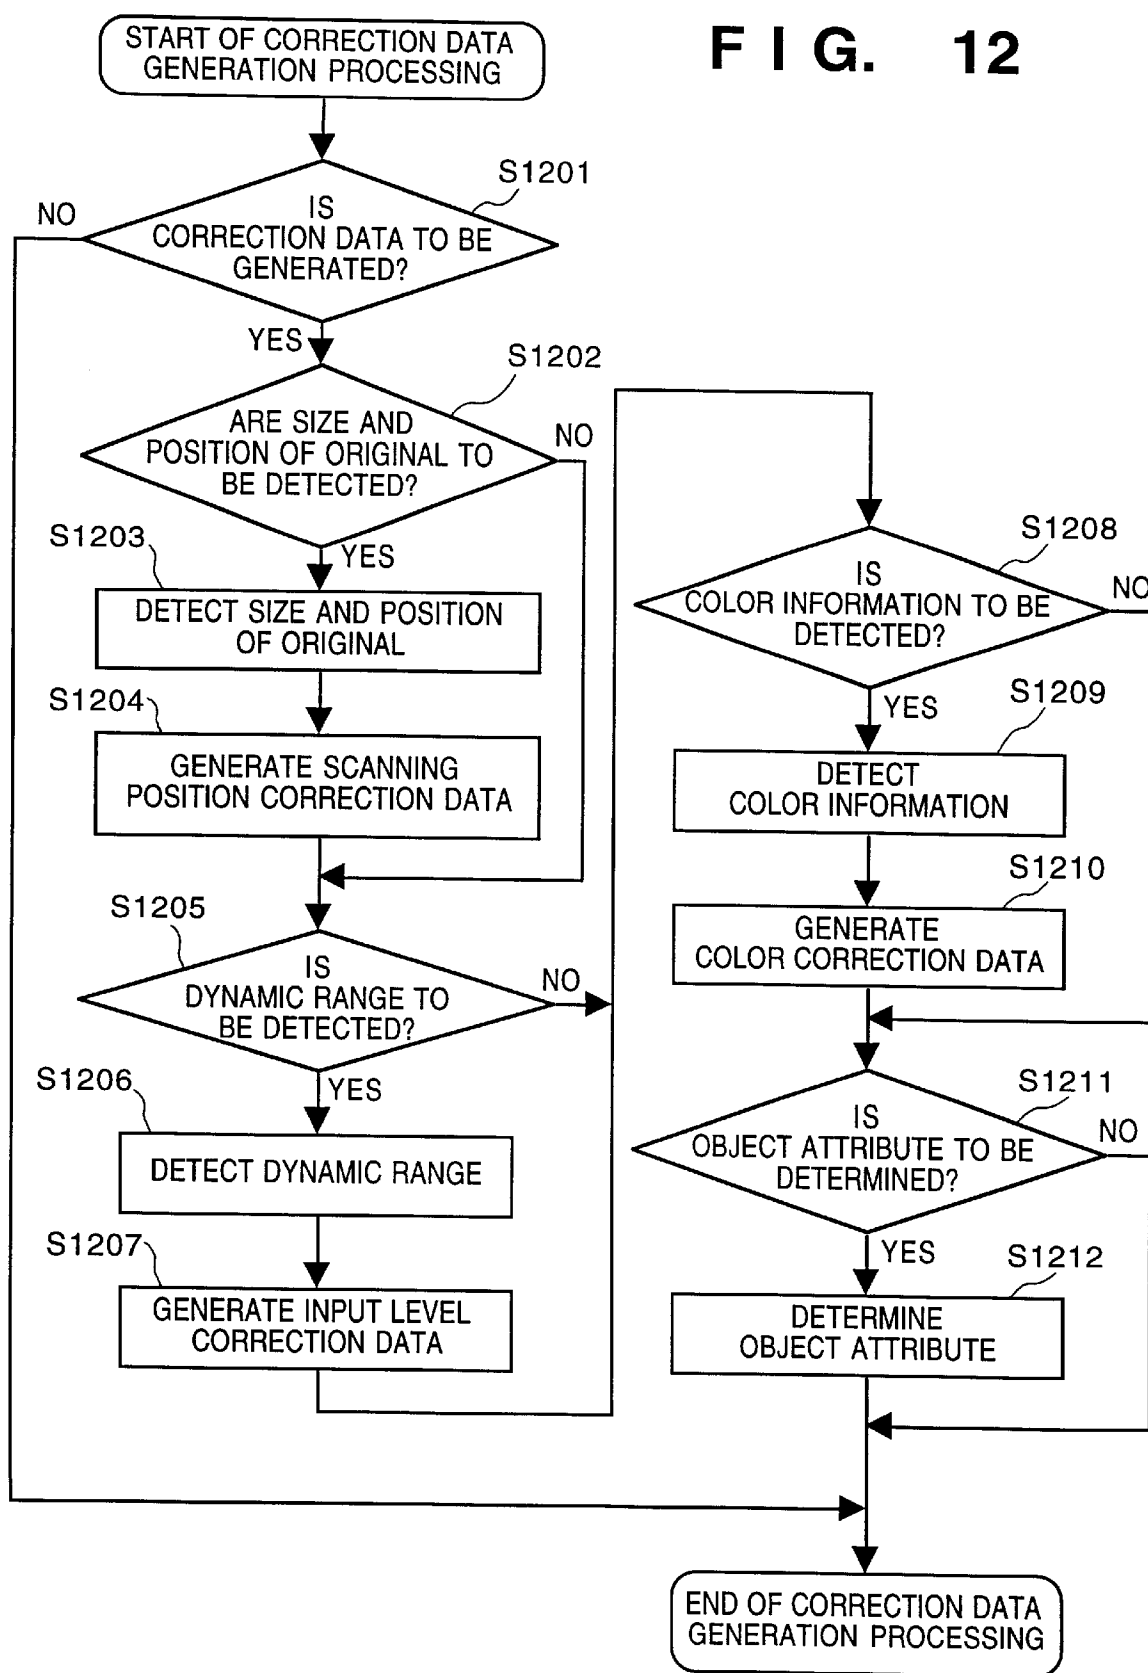 FIG. 12
START OF CORRECTION DATA
GENERATION PROCESSING
S1201
NO
IS
CORRECTION DATA TO BE
GENERATED?
YES
S1202
ARE SIZE AND
POSITION OF ORIGINAL TO
BE DETECTED?
NO
S1203
YES
DETECT SIZE AND POSITION
OF ORIGINAL
S1204
GENERATE SCANNING
POSITION CORRECTION DATA
S1205
IS
DYNAMIC RANGE TO
BE DETECTED?
NO
S1206
YES
DETECT DYNAMIC RANGE
S1207
GENERATE INPUT LEVEL
CORRECTION DATA
S1208
IS
COLOR INFORMATION TO BE
DETECTED?
NO
YES
S1209
DETECT
COLOR INFORMATION
S1210
GENERATE
COLOR CORRECTION DATA
S1211
IS
OBJECT ATTRIBUTE TO BE
DETERMINED?
NO
YES
S1212
DETERMINE
OBJECT ATTRIBUTE
END OF CORRECTION DATA
GENERATION PROCESSING